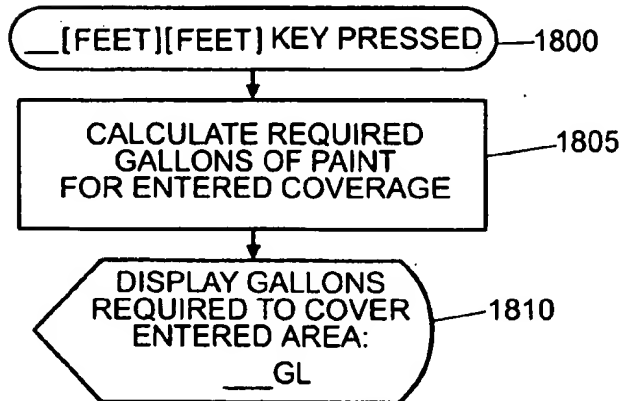 __[FEET][FEET] KEY PRESSED
1800
CALCULATE REQUIRED
GALLONS OF PAINT
FOR ENTERED COVERAGE
1805
DISPLAY GALLONS
REQUIRED TO COVER
ENTERED AREA:
___GL
1810